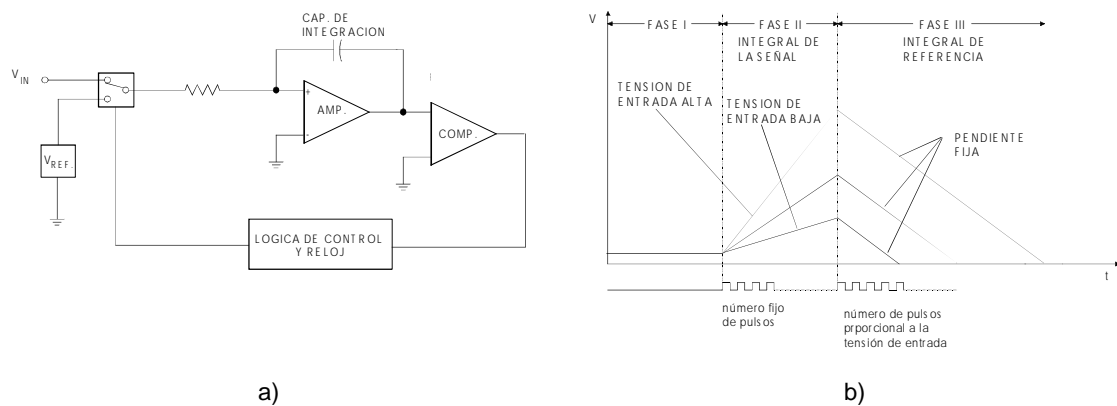 CAP. DE
INTEGRACION
V IN
+
AMP.
-
COMP.
V REF.
LOGICA DE CONTROL
Y RELOJ
a)
V
FASE I
FASE II
FASE III
INTEGRAL DE
LA SEÑAL
INTEGRAL DE
REFERENCIA
TENSION DE
ENTRADA ALTA
TENSION DE
ENTRADA BAJA
PENDIENTE
FIJA
t
número fijo
de pulsos
número de pulsos
prporcional a la
tensión de entrada
b)